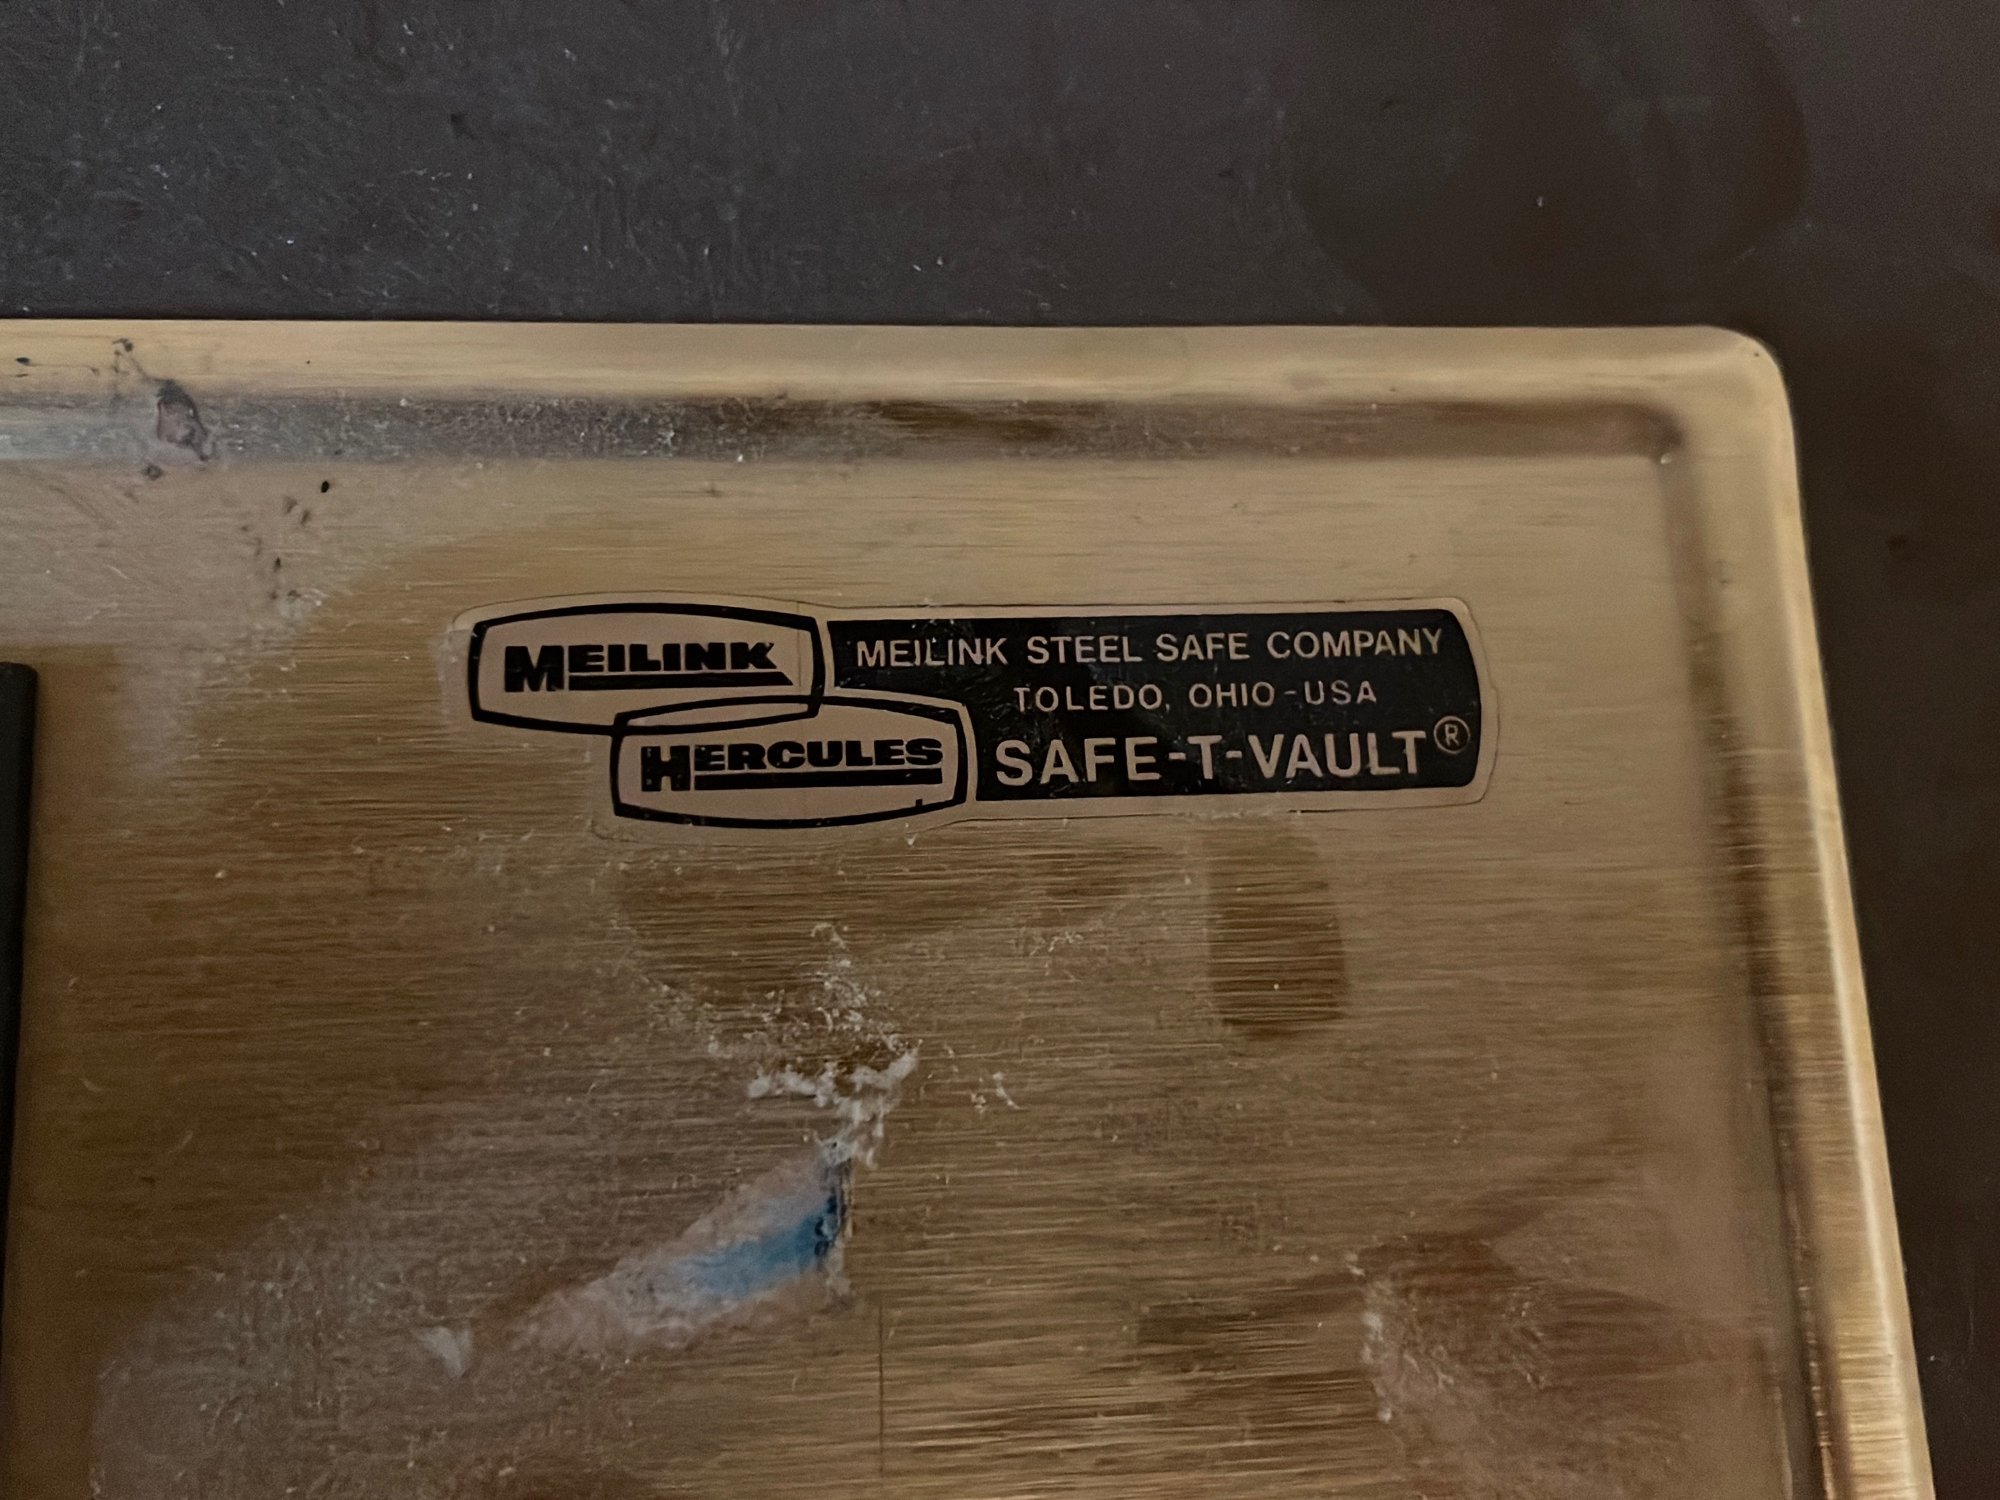 MEILINK
HERCULES
MEILINK STEEL SAFE COMPANY
TOLEDO, OHIO - USA
SAFE-T-VAULT®